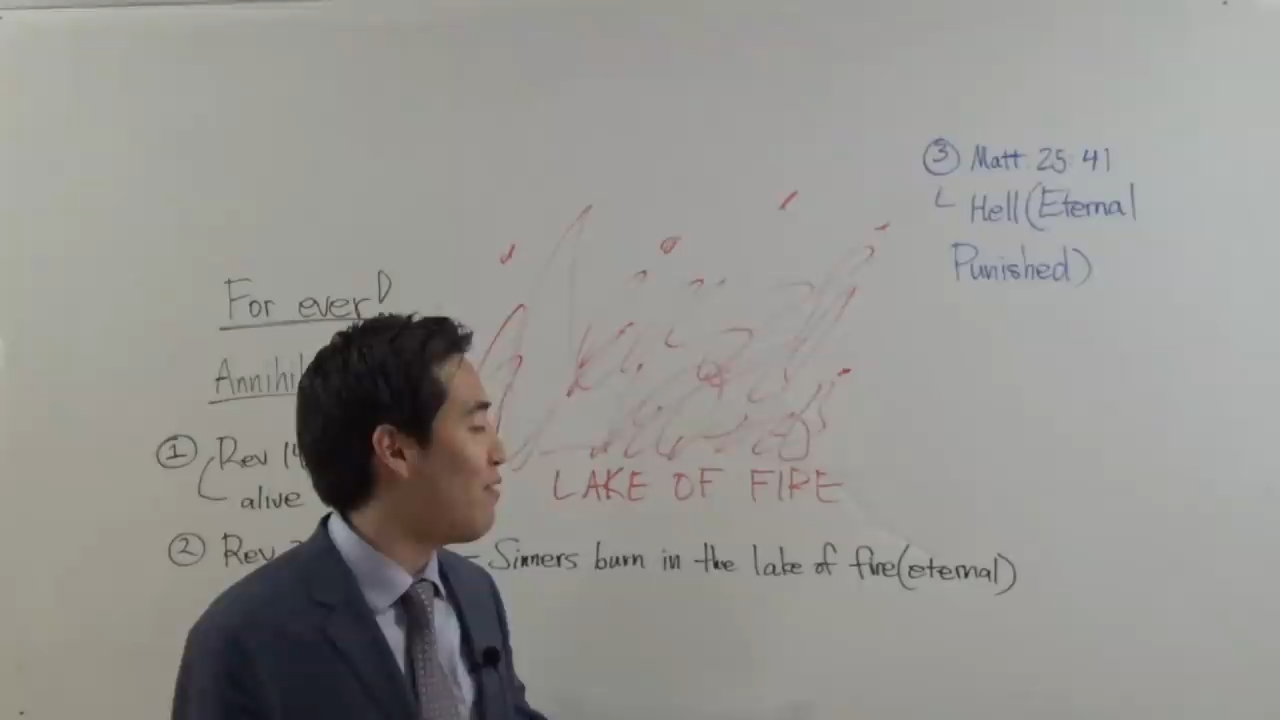 For ever
① Rev
alive
② Rev
- Sinners burn in the lake of fire(eternal)
LAKE OF FIRE
③ Matt 25:41
Hell(Eternal
Punished)